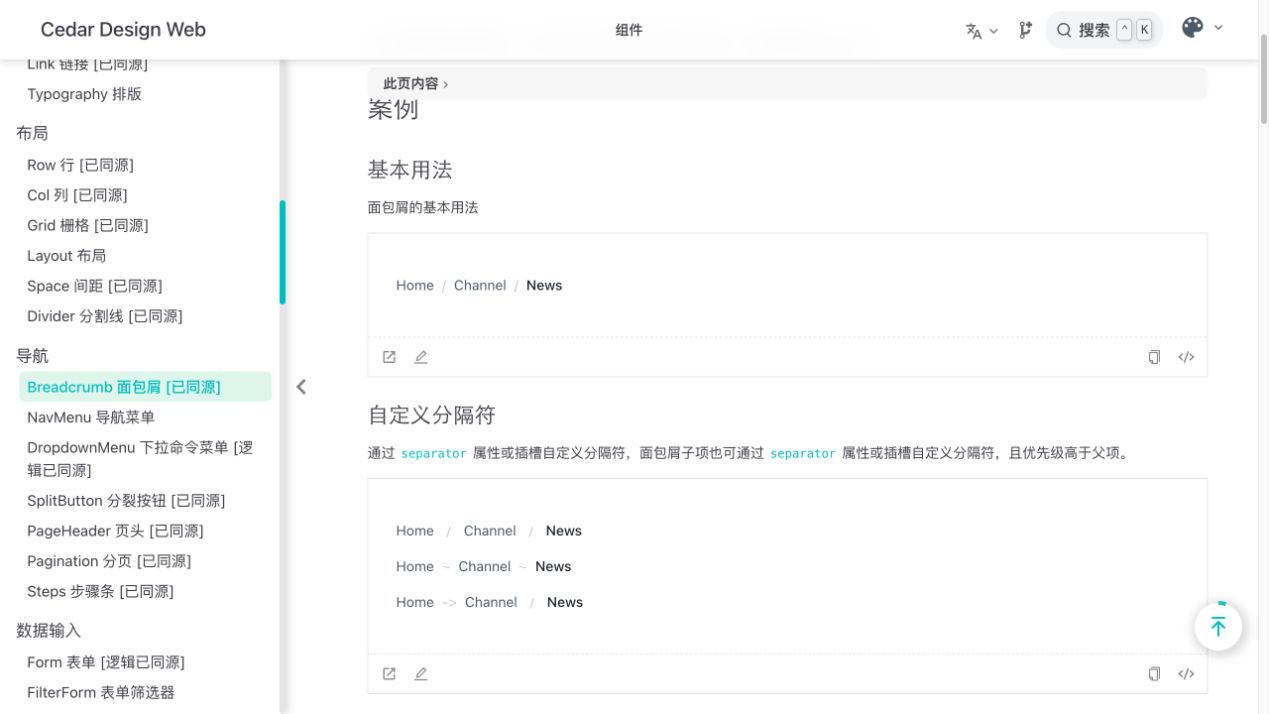 Cedar Design Web
组件
搜索 ^ K
Link 链接 [已同源]
Typography 排版
布局
Row 行 [已同源]
Col 列 [已同源]
Grid 栅格 [已同源]
Layout 布局
Space 间距 [已同源]
Divider 分割线 [已同源]
导航
Breadcrumb 面包屑 [已同源]
NavMenu 导航菜单
DropdownMenu 下拉命令菜单 [逻
辑已同源]
SplitButton 分裂按钮 [已同源]
PageHeader 页头 [已同源]
Pagination 分页 [已同源]
Steps 步骤条 [已同源]
数据输入
Form 表单 [逻辑已同源]
FilterForm 表单筛选器
此页内容 ›
案例
基本用法
面包屑的基本用法
Home / Channel / News
</>
自定义分隔符
通过 separator 属性或插槽自定义分隔符，面包屑子项也可通过 separator 属性或插槽自定义分隔符，且优先级高于父项。
Home / Channel / News
Home ~ Channel ~ News
Home -> Channel / News
</>